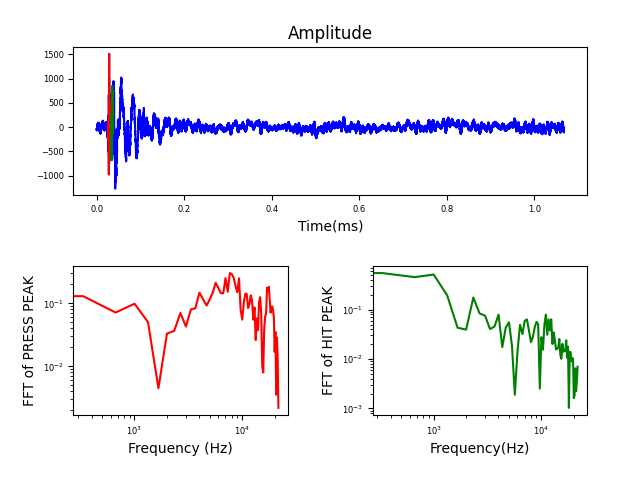 Amplitude
1500
1000
500
0
−500
−1000
0.0 0.2 0.4 0.6 0.8 1.0
Time(ms)
FFT of PRESS PEAK
10⁻¹
10⁻²
10³ 10⁴
Frequency (Hz)
FFT of HIT PEAK
10⁻¹
10⁻²
10⁻³
10³ 10⁴
Frequency(Hz)